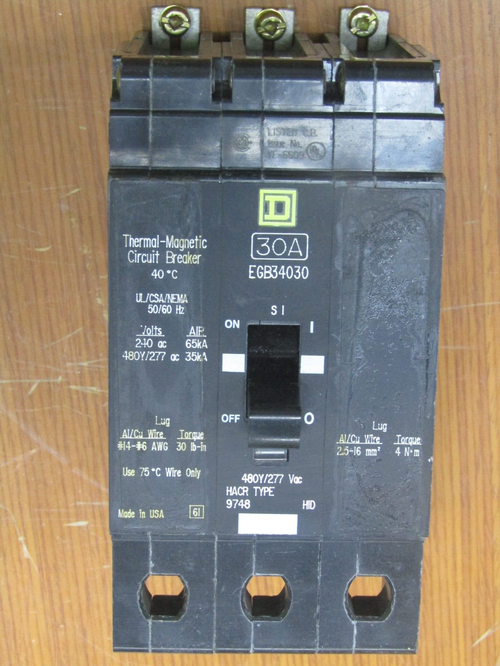 LISTED C.B.
Issue No.
D
30A
EGB34030
Thermal-Magnetic
Circuit Breaker
40°C
UL/CSA/NEMA
50/60 Hz
Volts AIR
240 ac 65kA
480Y/277 ac 35kA
S I
ON I
OFF O
Lug
Al/Cu Wire Torque
#14-#6 AWG 30 lb-in
Use 75°C Wire Only
Made in USA 61
480Y/277 Vac
HACR TYPE
9748 HID
Lug
Al/Cu Wire Torque
2.5-16 mm² 4 N·m